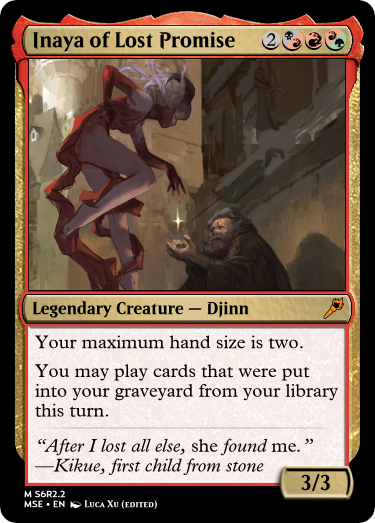 Inaya of Lost Promise 2
Legendary Creature — Djinn
Your maximum hand size is two.
You may play cards that were put
into your graveyard from your library
this turn.
“After I lost all else, she found me.”
—Kikue, first child from stone
3/3
M S6R2.2
MSE • EN Luca Xu (edited)